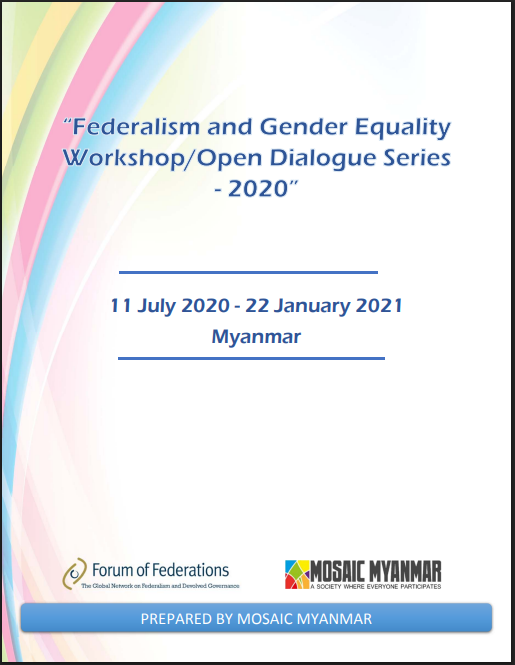 “Federalism and Gender Equality
Workshop/Open Dialogue Series
- 2020”
11 July 2020 - 22 January 2021
Myanmar
Forum of Federations
The Global Network on Federalism and Devolved Governance
MOSAIC MYANMAR
A SOCIETY WHERE EVERYONE PARTICIPATES
PREPARED BY MOSAIC MYANMAR